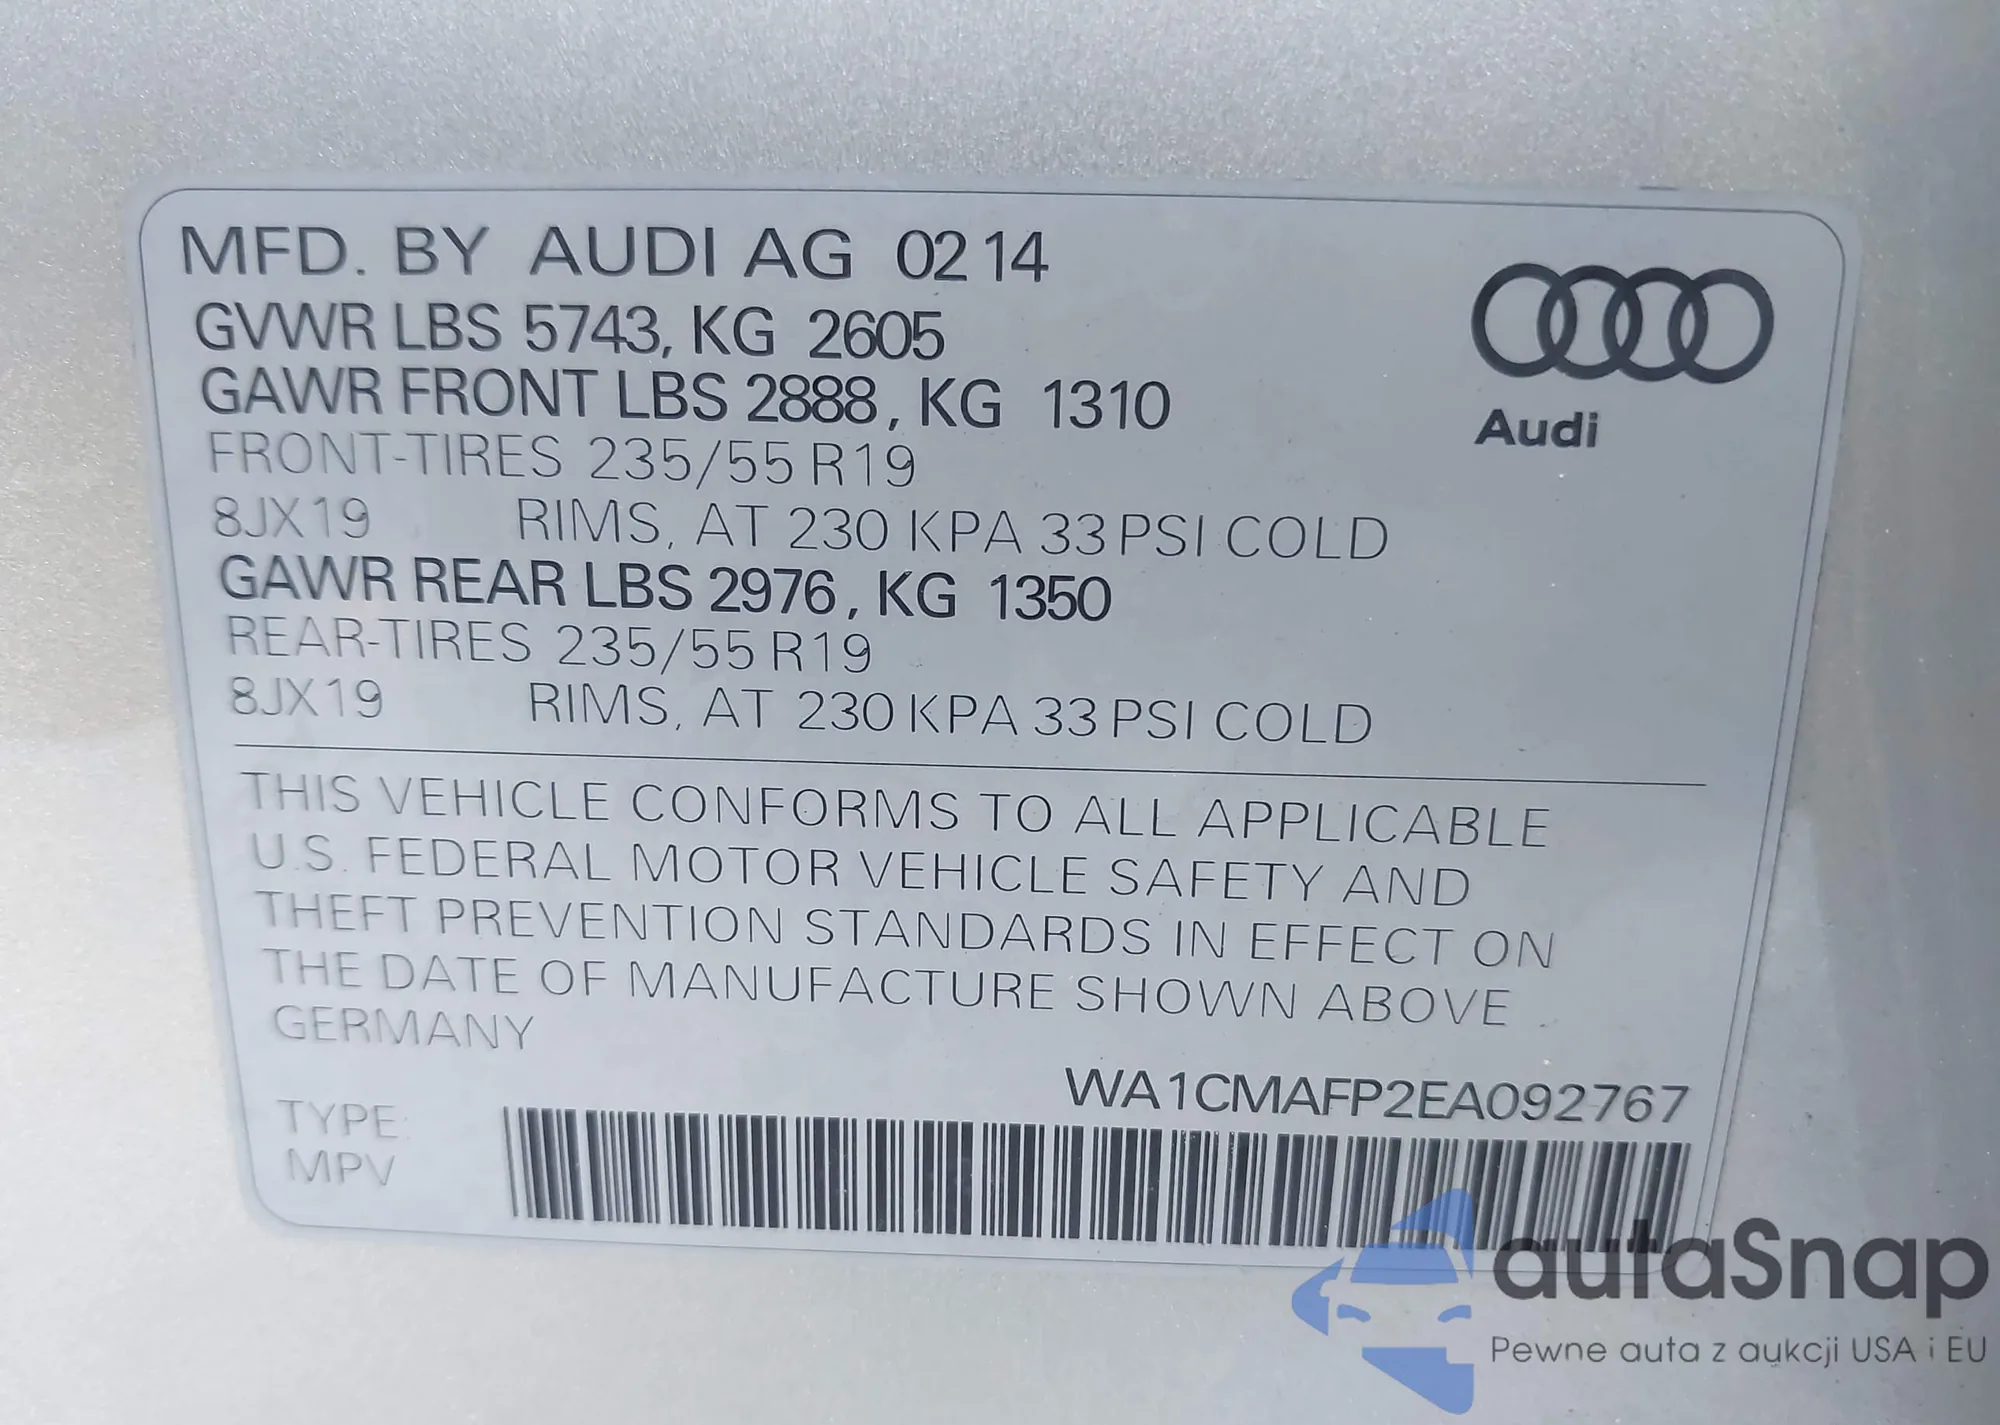 MFD. BY AUDI AG 02 14
GVWR LBS 5743, KG 2605
GAWR FRONT LBS 2888, KG 1310
FRONT-TIRES 235/55 R19
8JX19 RIMS, AT 230 KPA 33 PSI COLD
GAWR REAR LBS 2976, KG 1350
REAR-TIRES 235/55 R19
8JX19 RIMS, AT 230 KPA 33 PSI COLD
Audi
THIS VEHICLE CONFORMS TO ALL APPLICABLE
U.S. FEDERAL MOTOR VEHICLE SAFETY AND
THEFT PREVENTION STANDARDS IN EFFECT ON
THE DATE OF MANUFACTURE SHOWN ABOVE .
GERMANY
WA1CMAFP2EA092767
TYPE:
MPV
autaSnap
Pewne auta z aukcji USA i EU